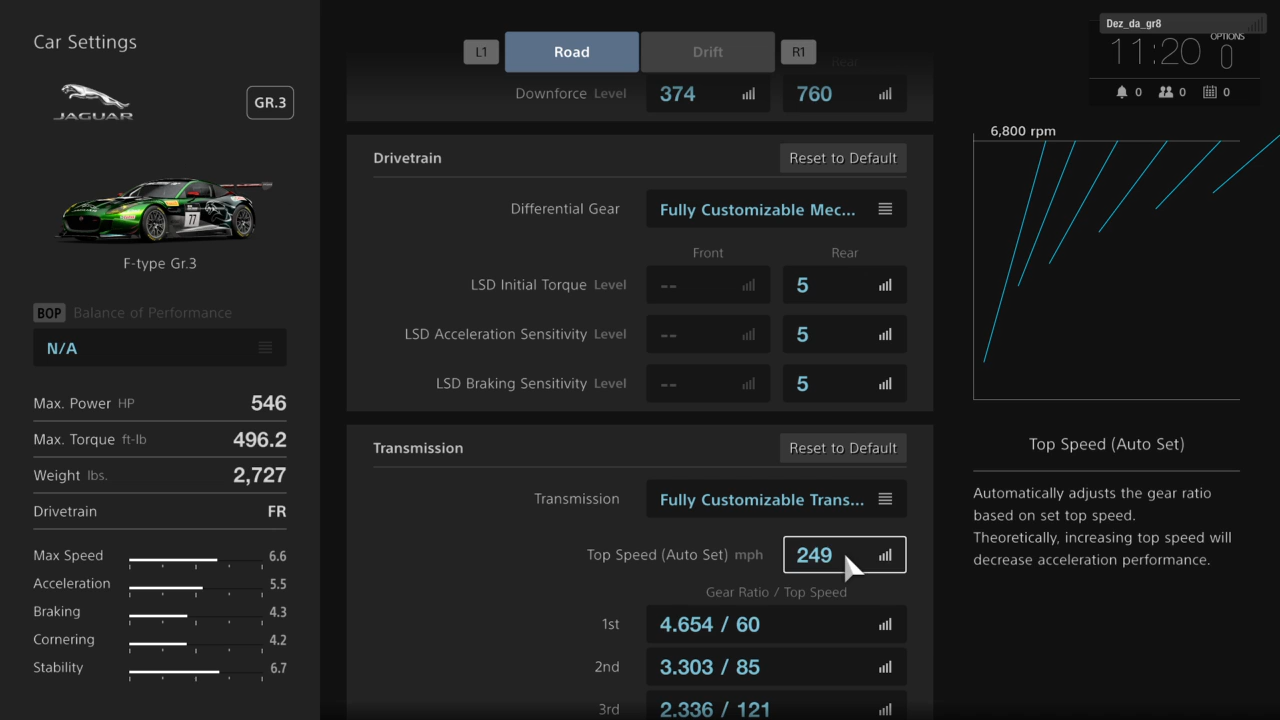 Car Settings
JAGUAR
GR.3
77
F-type Gr.3
BOP Balance of Performance
N/A
Max. Power HP 546
Max. Torque ft-lb 496.2
Weight lbs. 2,727
Drivetrain FR
Max Speed 6.6
Acceleration 5.5
Braking 4.3
Cornering 4.2
Stability 6.7
L1 Road Drift R1
Rear
Downforce Level 374 760
Drivetrain Reset to Default
Differential Gear Fully Customizable Mec...
Front Rear
LSD Initial Torque Level -- 5
LSD Acceleration Sensitivity Level -- 5
LSD Braking Sensitivity Level -- 5
Transmission Reset to Default
Transmission Fully Customizable Trans...
Top Speed (Auto Set) mph 249
Gear Ratio / Top Speed
1st 4.654 / 60
2nd 3.303 / 85
3rd 2.336 / 121
Dez_da_gr8
11:20 OPTIONS
0 0 0
6,800 rpm
Top Speed (Auto Set)
Automatically adjusts the gear ratio
based on set top speed.
Theoretically, increasing top speed will
decrease acceleration performance.